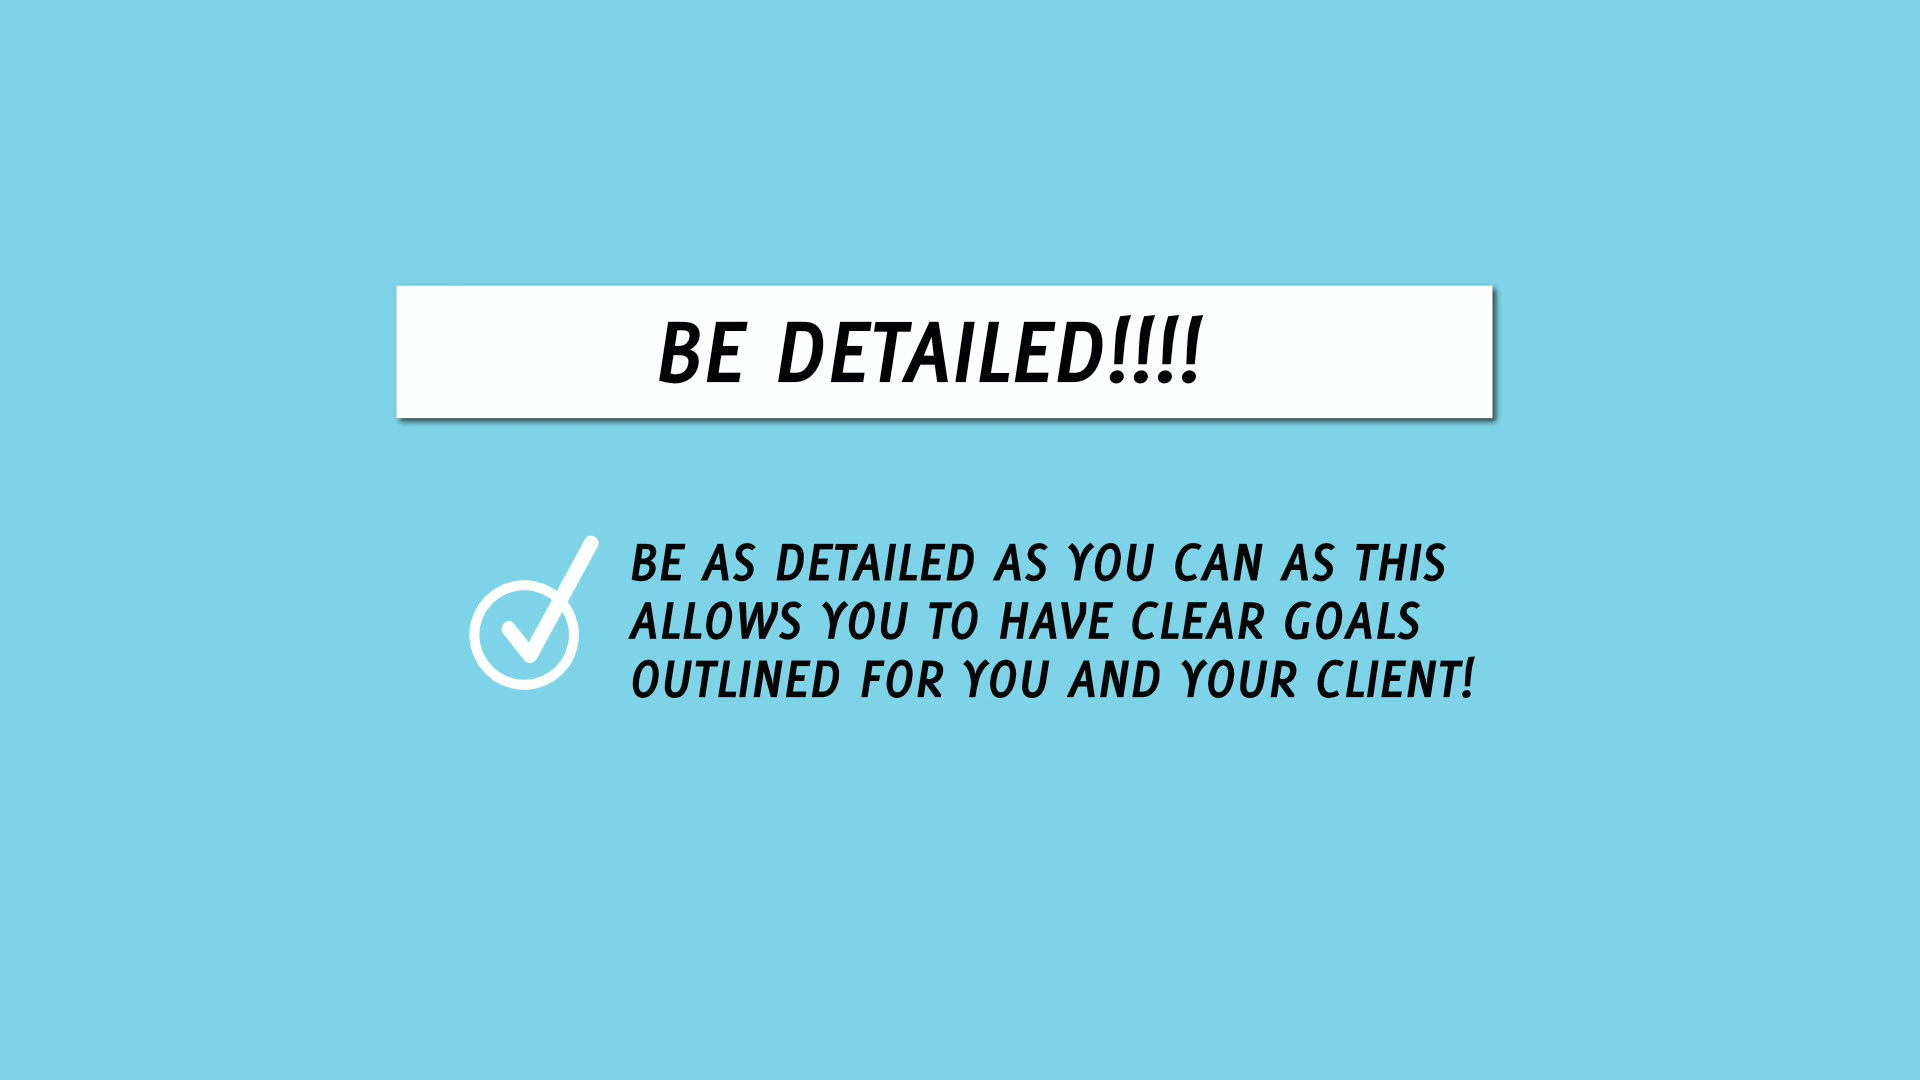 BE DETAILED!!!!
BE AS DETAILED AS YOU CAN AS THIS
ALLOWS YOU TO HAVE CLEAR GOALS
OUTLINED FOR YOU AND YOUR CLIENT!